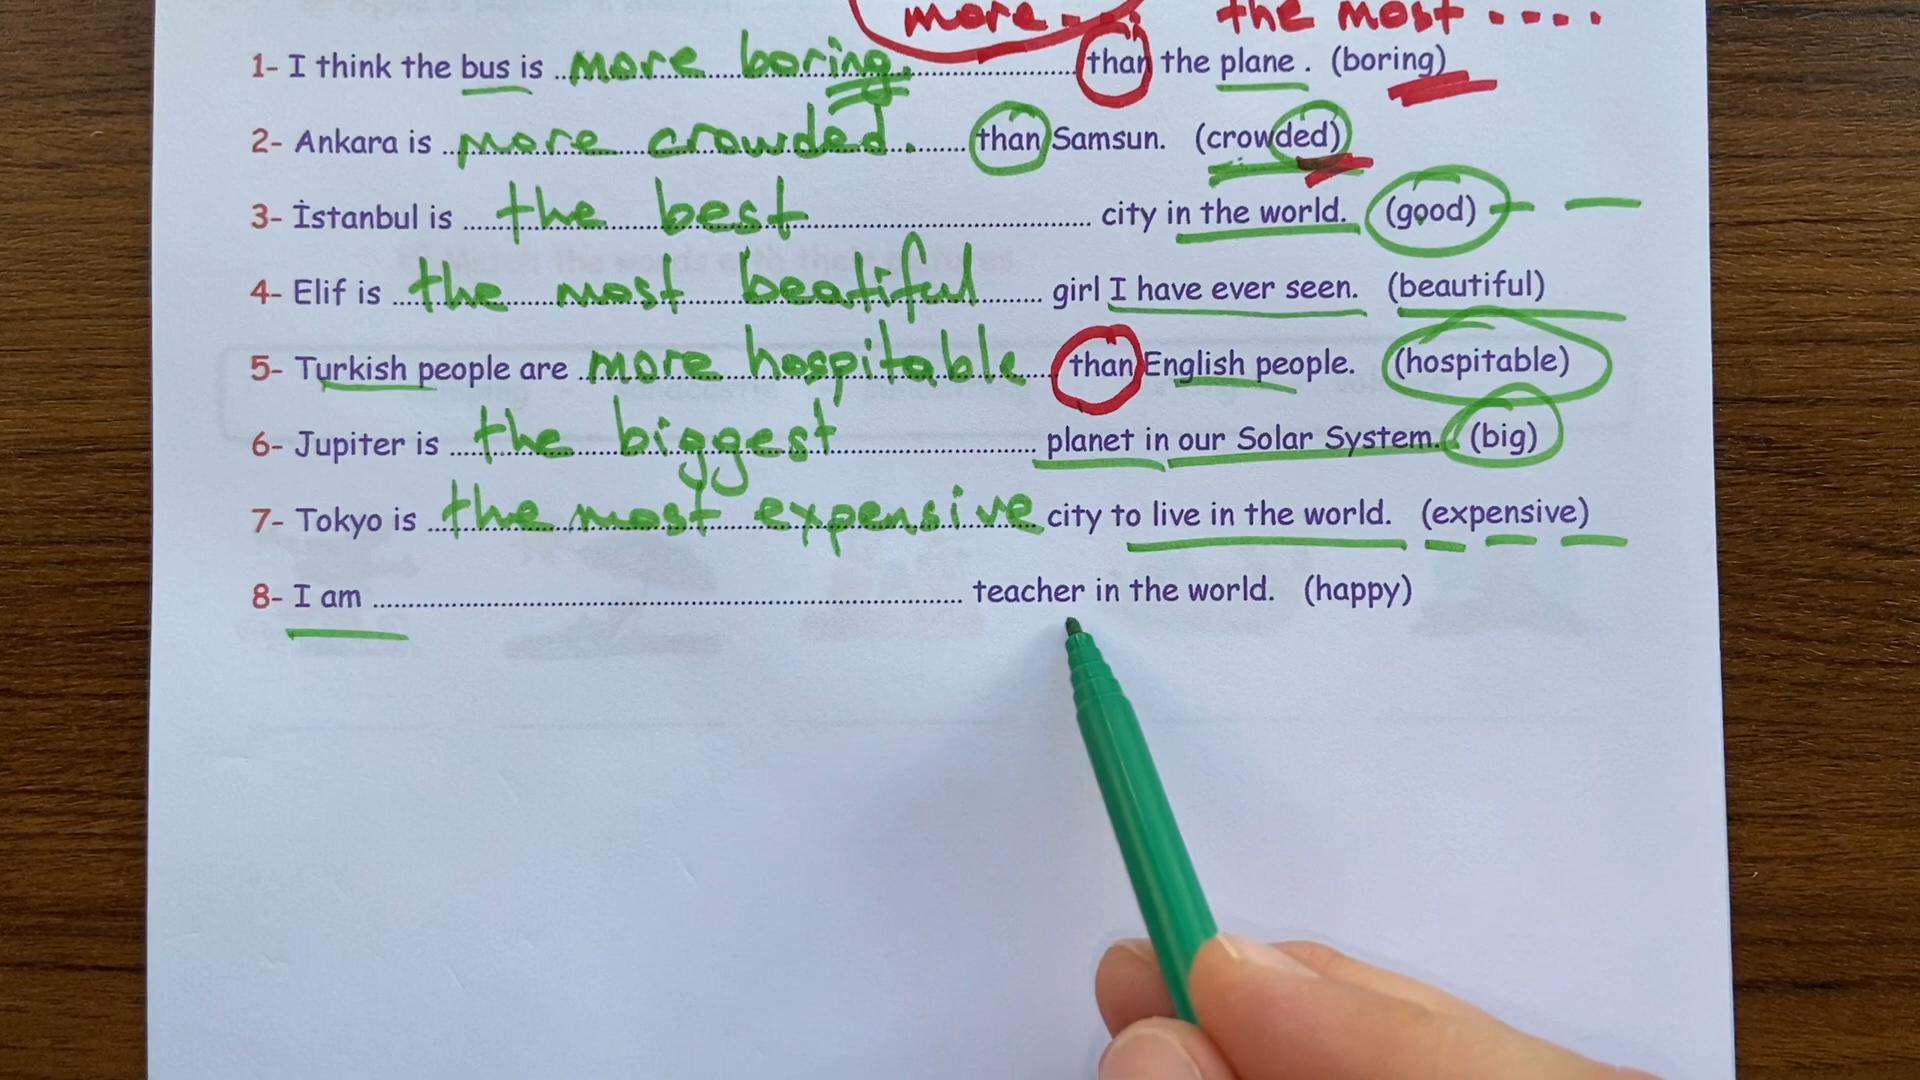 more... the most ....
1- I think the bus is more boring. than the plane . (boring)
2- Ankara is more crowded. than Samsun. (crowded)
3- İstanbul is the best city in the world. (good)
4- Elif is the most beatiful girl I have ever seen. (beautiful)
5- Turkish people are more hospitable than English people. (hospitable)
6- Jupiter is the biggest planet in our Solar System. (big)
7- Tokyo is the most expensive city to live in the world. (expensive)
8- I am ........................ teacher in the world. (happy)